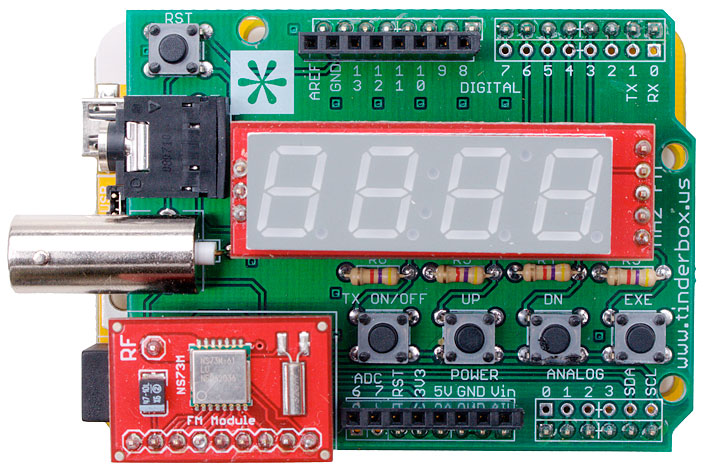 RST
AREF
GND
13
12
11
10
9
8
DIGITAL
7 6 5 4 3 2 1 0
TX
RX
TX ON/OFF
UP
DN
EXE
www.tinderbox.us
RF
NS73M
FM Module
ADC
6
7
RST
3V3
POWER
5V GND Vin
ANALOG
0 1 2 3
SDA
SCL